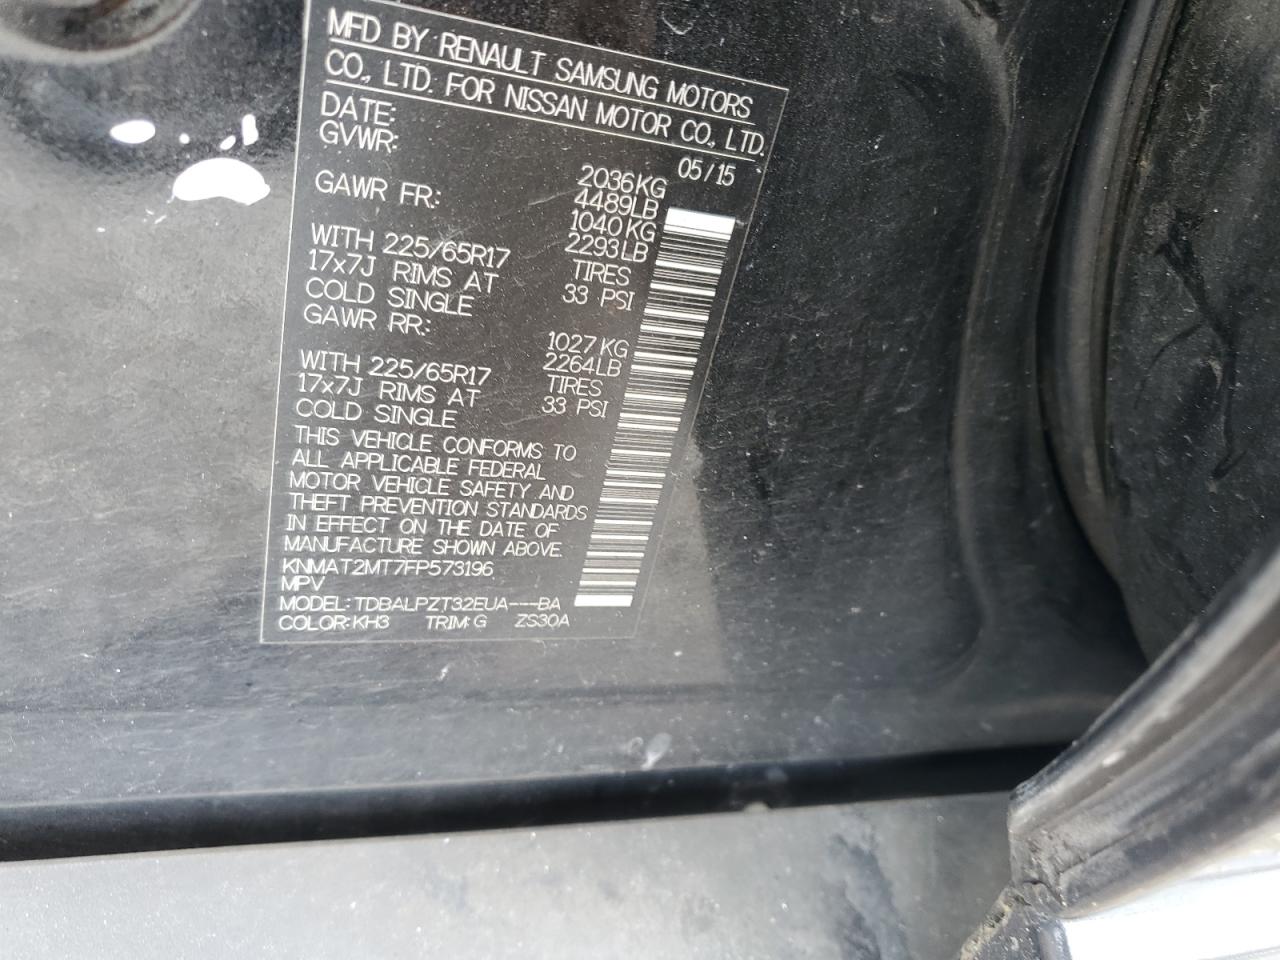 MFD BY RENAULT SAMSUNG MOTORS
CO., LTD. FOR NISSAN MOTOR CO., LTD.
DATE: 05/15
GVWR: 2036KG
4489LB
GAWR FR: 1040KG
2293LB
WITH 225/65R17 TIRES
17x7J RIMS AT 33 PSI
COLD SINGLE
GAWR RR: 1027KG
2264LB
WITH 225/65R17 TIRES
17x7J RIMS AT 33 PSI
COLD SINGLE
THIS VEHICLE CONFORMS TO
ALL APPLICABLE FEDERAL
MOTOR VEHICLE SAFETY AND
THEFT PREVENTION STANDARDS
IN EFFECT ON THE DATE OF
MANUFACTURE SHOWN ABOVE.
KNMAT2MT7FP573196
MPV
MODEL: TDBALPZT32EUA---BA
COLOR: KH3 TRIM: G ZS30A